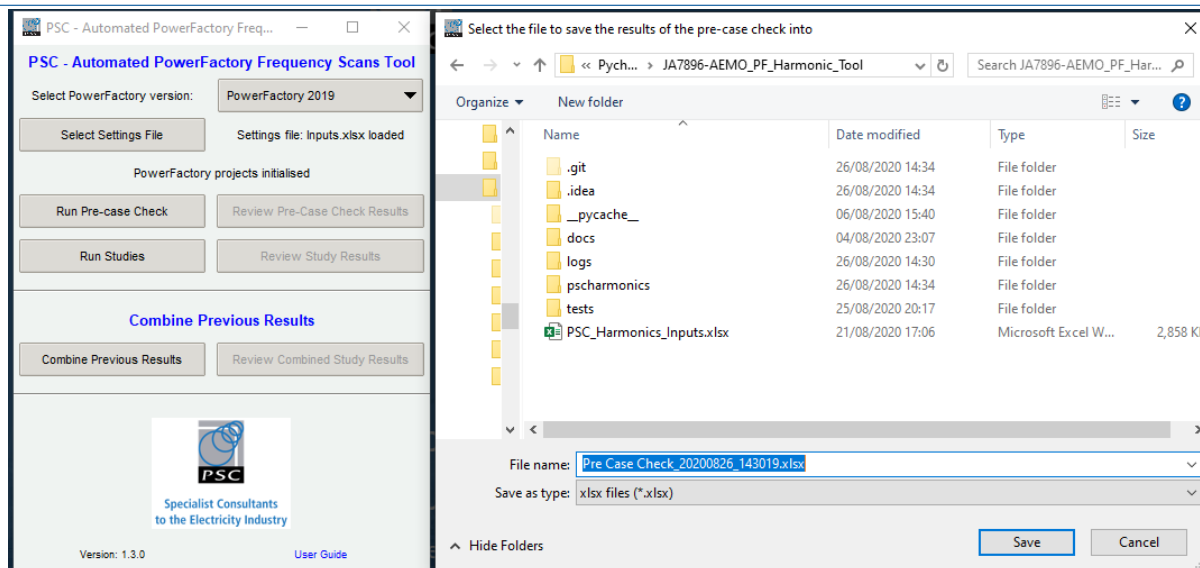 PSC - Automated PowerFactory Freq...
PSC - Automated PowerFactory Frequency Scans Tool
Select PowerFactory version:
PowerFactory 2019
Select Settings File
Settings file: Inputs.xlsx loaded
PowerFactory projects initialised
Run Pre-case Check
Review Pre-Case Check Results
Run Studies
Review Study Results
Combine Previous Results
Combine Previous Results
Review Combined Study Results
PSC
Specialist Consultants
to the Electricity Industry
Version: 1.3.0
User Guide
Select the file to save the results of the pre-case check into
« Pych... > JA7896-AEMO_PF_Harmonic_Tool
Search JA7896-AEMO_PF_Har...
Organize
New folder
Name Date modified Type Size
.git 26/08/2020 14:34 File folder
.idea 26/08/2020 14:34 File folder
__pycache__ 06/08/2020 15:40 File folder
docs 04/08/2020 23:07 File folder
logs 26/08/2020 14:30 File folder
pscharmonics 26/08/2020 14:34 File folder
tests 25/08/2020 20:17 File folder
PSC_Harmonics_Inputs.xlsx 21/08/2020 17:06 Microsoft Excel W... 2,858 K
File name: Pre Case Check_20200826_143019.xlsx
Save as type: xlsx files (*.xlsx)
Hide Folders
Save
Cancel